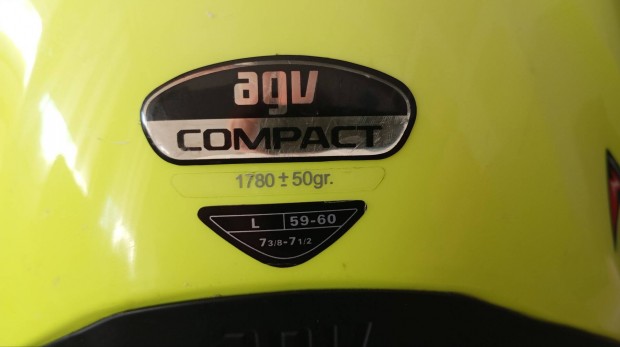 agv
COMPACT
1780 ± 50gr.
L 59-60
7 3/8-7 1/2